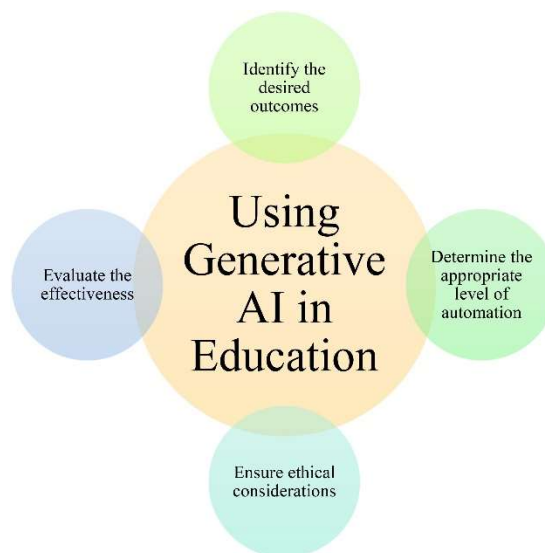 Identify the
desired
outcomes
Using
Generative
AI in
Education
Evaluate the
effectiveness
Determine the
appropriate
level of
automation
Ensure ethical
considerations